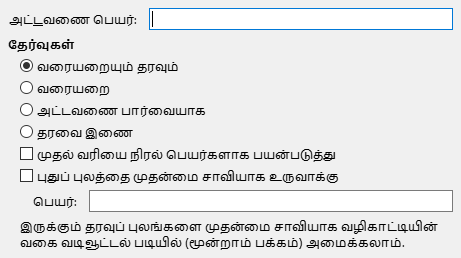 அட்டவணை பெயர்:
தேர்வுகள்
வரையறையும் தரவும்
வரையறை
அட்டவணை பார்வையாக
தரவை இணை
முதல் வரியை நிரல் பெயர்களாக பயன்படுத்து
புதுப் புலத்தை முதன்மை சாவியாக உருவாக்கு
பெயர்:
இருக்கும் தரவுப் புலங்களை முதன்மை சாவியாக வழிகாட்டியின்
வகை வடிவூட்டல் படியில் (மூன்றாம் பக்கம்) அமைக்கலாம்.